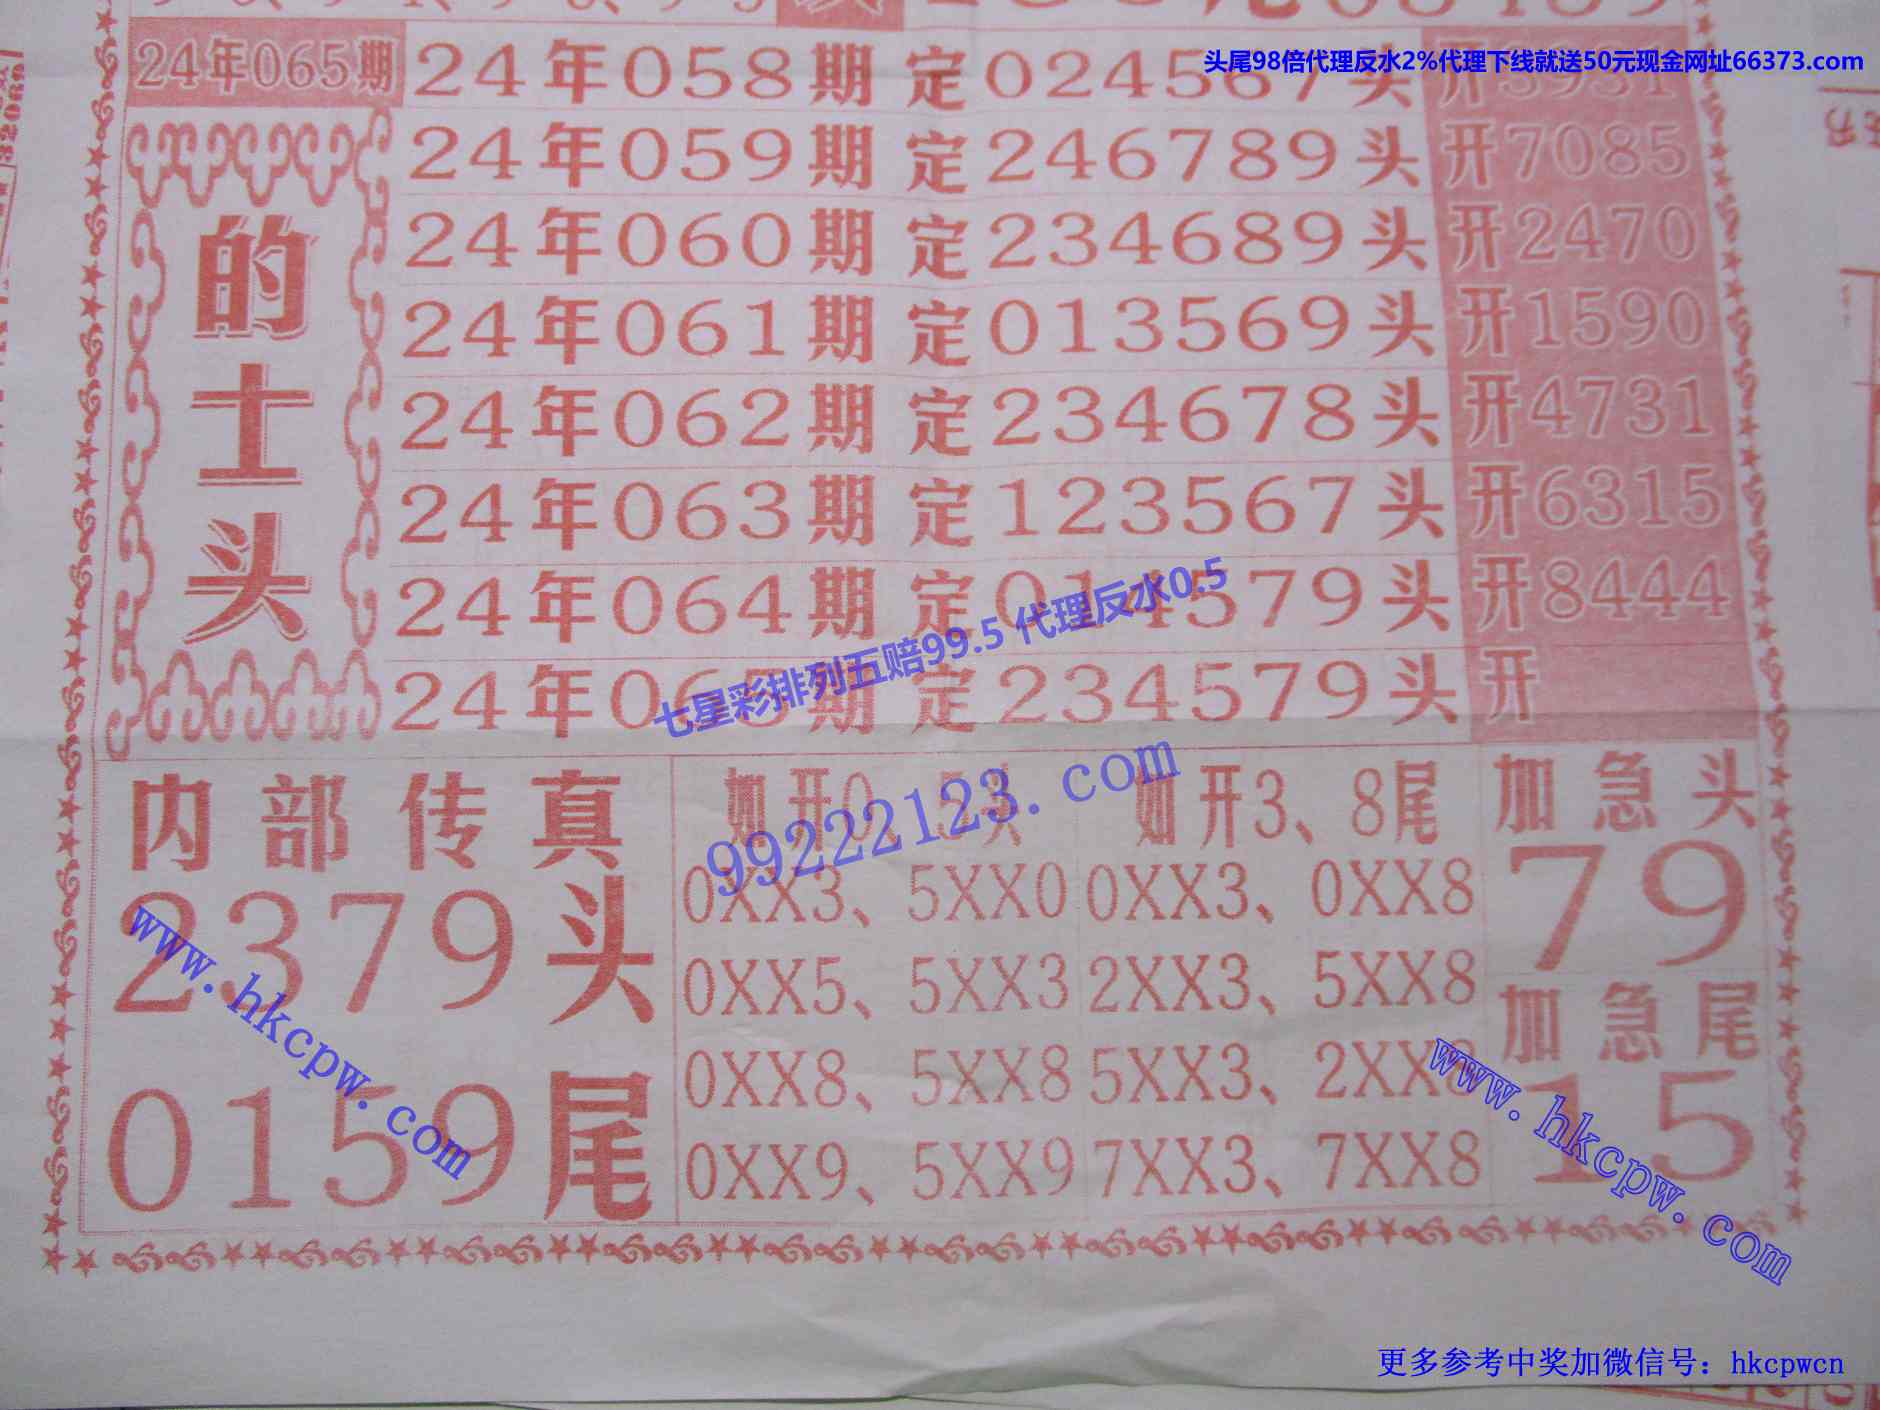 头尾98倍代理反水2%代理下线就送50元现金网址66373.com
24年065期
的士头
24年058期 定024567头 开3931
24年059期 定246789头 开7085
24年060期 定234689头 开2470
24年061期 定013569头 开1590
24年062期 定234678头 开4731
24年063期 定123567头 开6315
24年064期 定014579头 开8444
24年065期 定234579头 开
七星彩排列五赔99.5 代理反水0.5
99222123.com
内部传真
2379头
0159尾
如开0、5头
0XX3、5XX0
0XX5、5XX3
0XX8、5XX8
0XX9、5XX9
如开3、8尾
0XX3、0XX8
2XX3、5XX8
5XX3、2XX8
7XX3、7XX8
加急头
79
加急尾
15
www.hkcpw.com
www.hkcpw.com
更多参考中奖加微信号：hkcpwcn